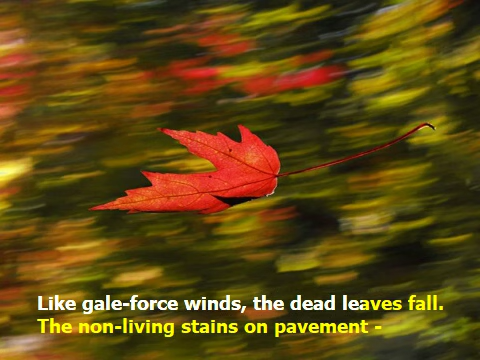 Like gale-force winds, the dead leaves fall.
The non-living stains on pavement -